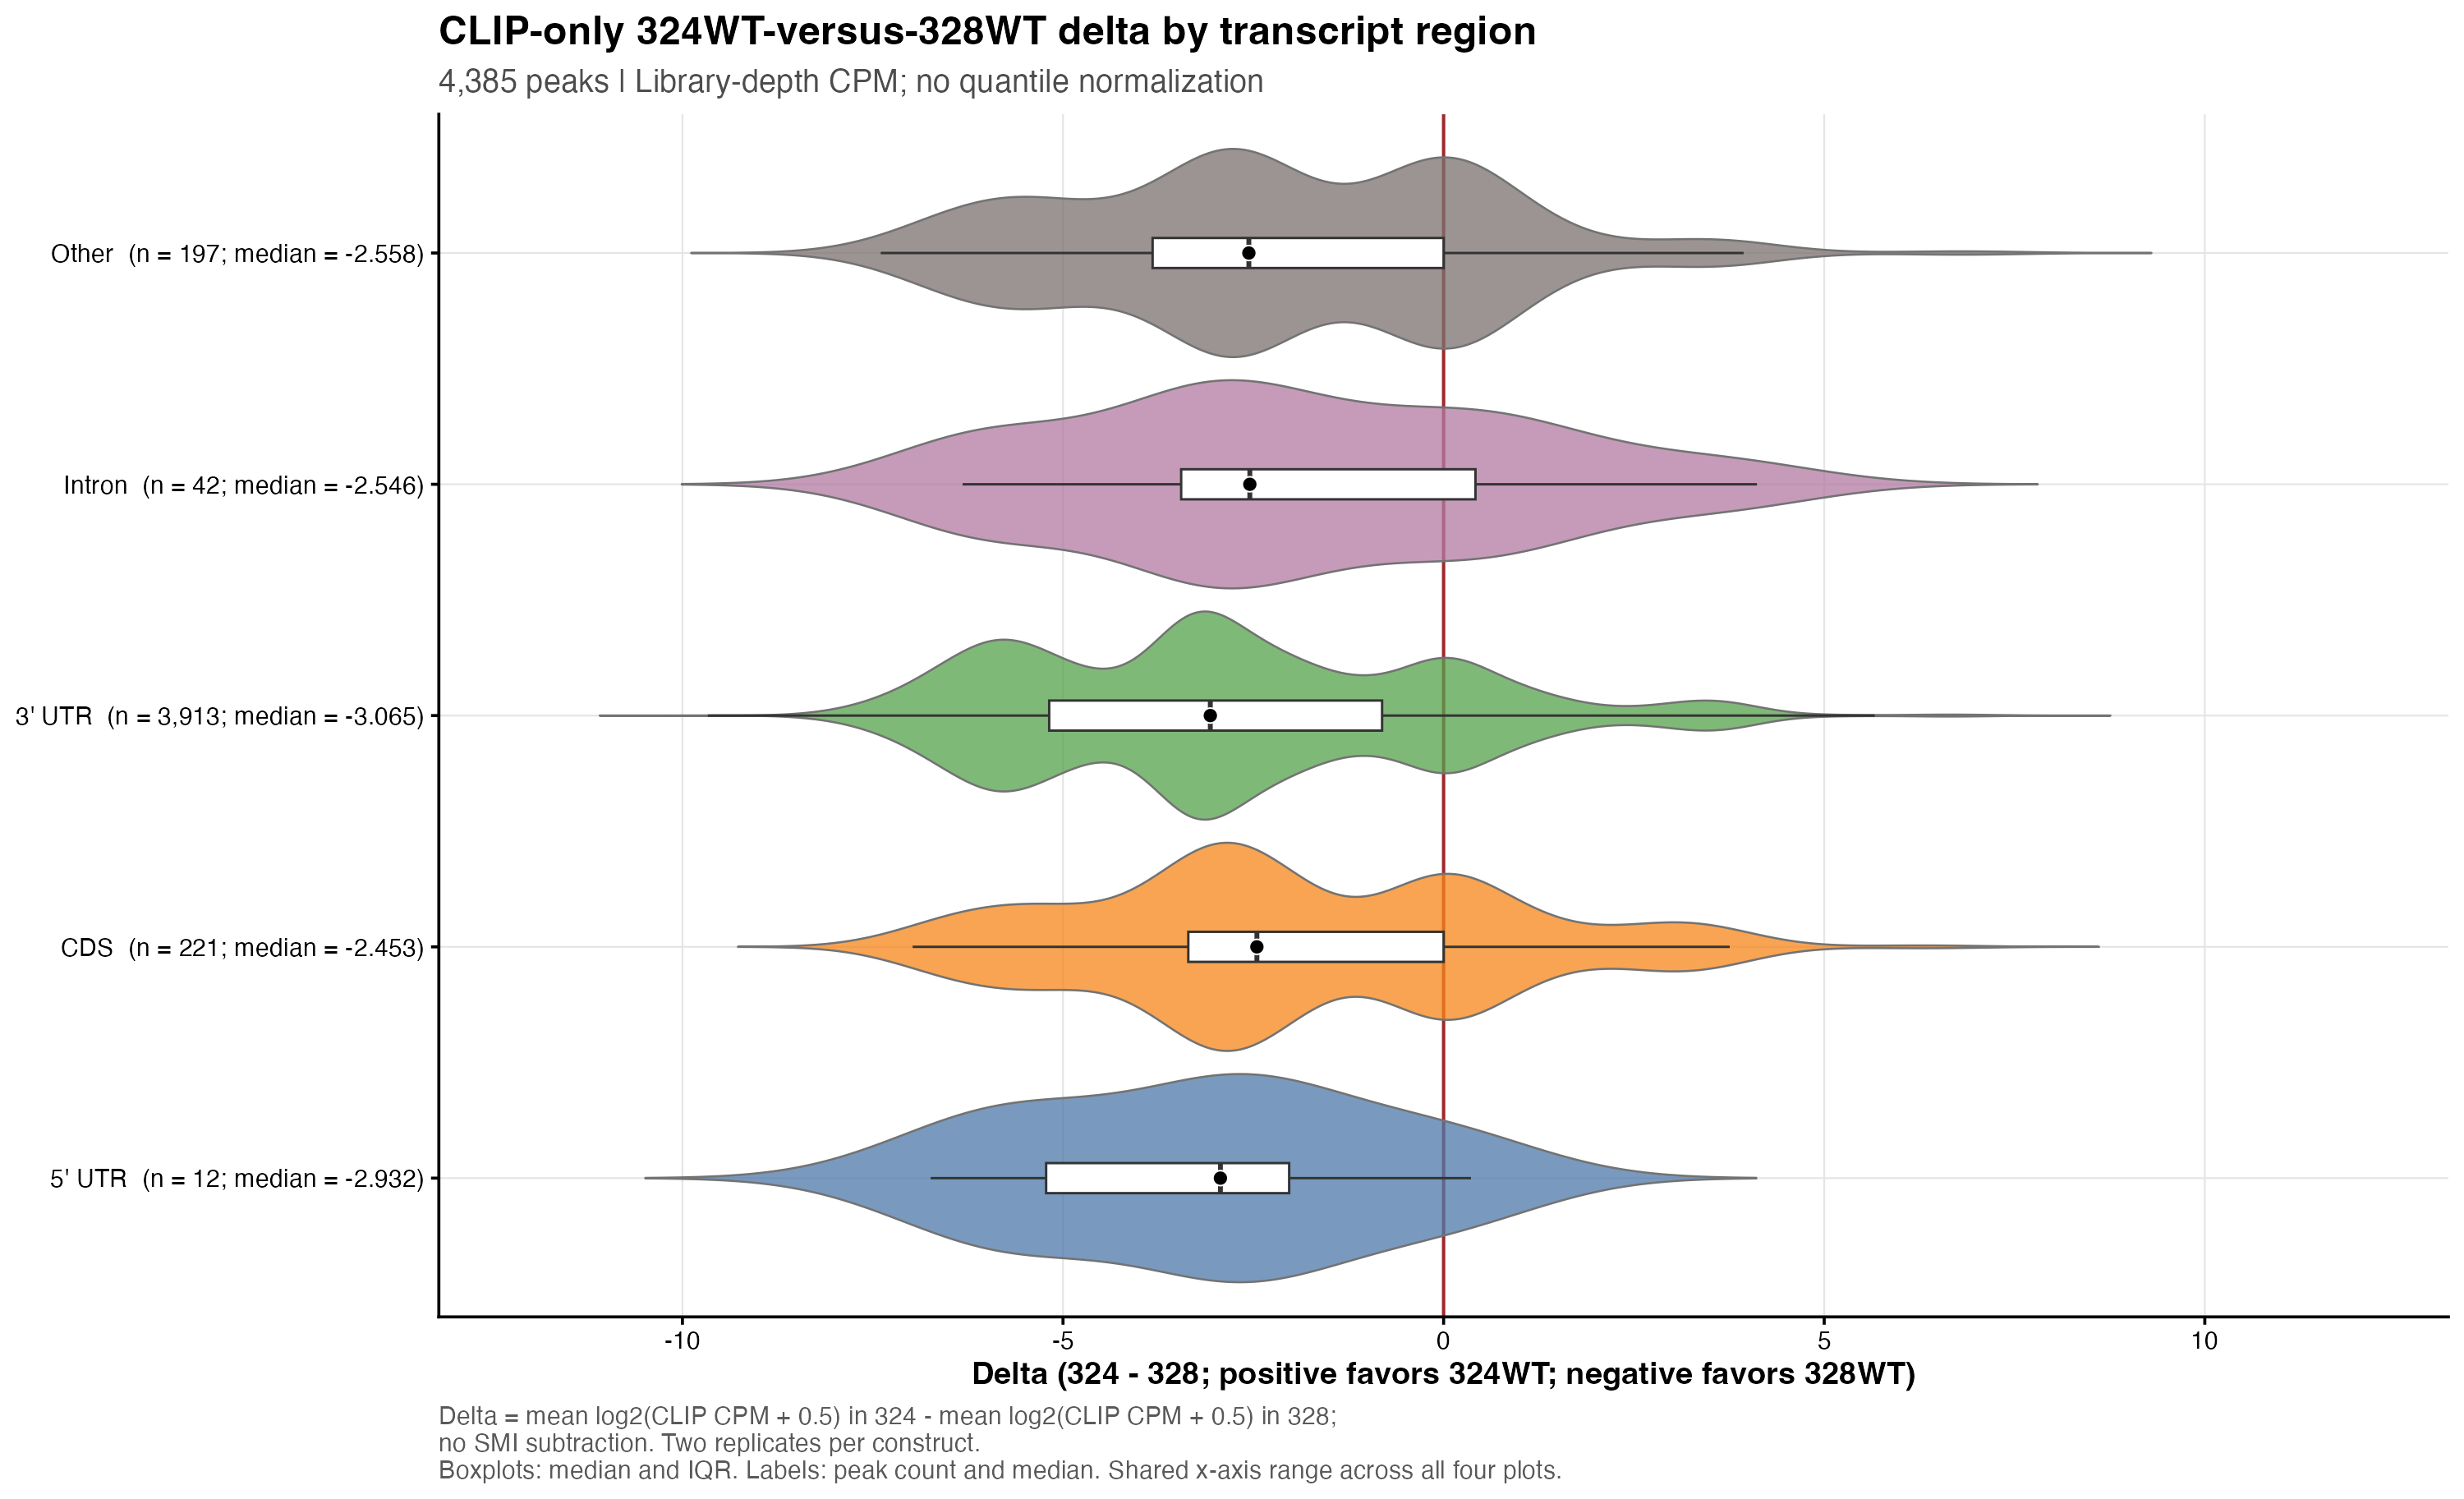 CLIP-only 324WT-versus-328WT delta by transcript region
4,385 peaks | Library-depth CPM; no quantile normalization
Other (n = 197; median = -2.558)
Intron (n = 42; median = -2.546)
3' UTR (n = 3,913; median = -3.065)
CDS (n = 221; median = -2.453)
5' UTR (n = 12; median = -2.932)
-10 -5 0 5 10
Delta (324 - 328; positive favors 324WT; negative favors 328WT)
Delta = mean log2(CLIP CPM + 0.5) in 324 - mean log2(CLIP CPM + 0.5) in 328;
no SMI subtraction. Two replicates per construct.
Boxplots: median and IQR. Labels: peak count and median. Shared x-axis range across all four plots.